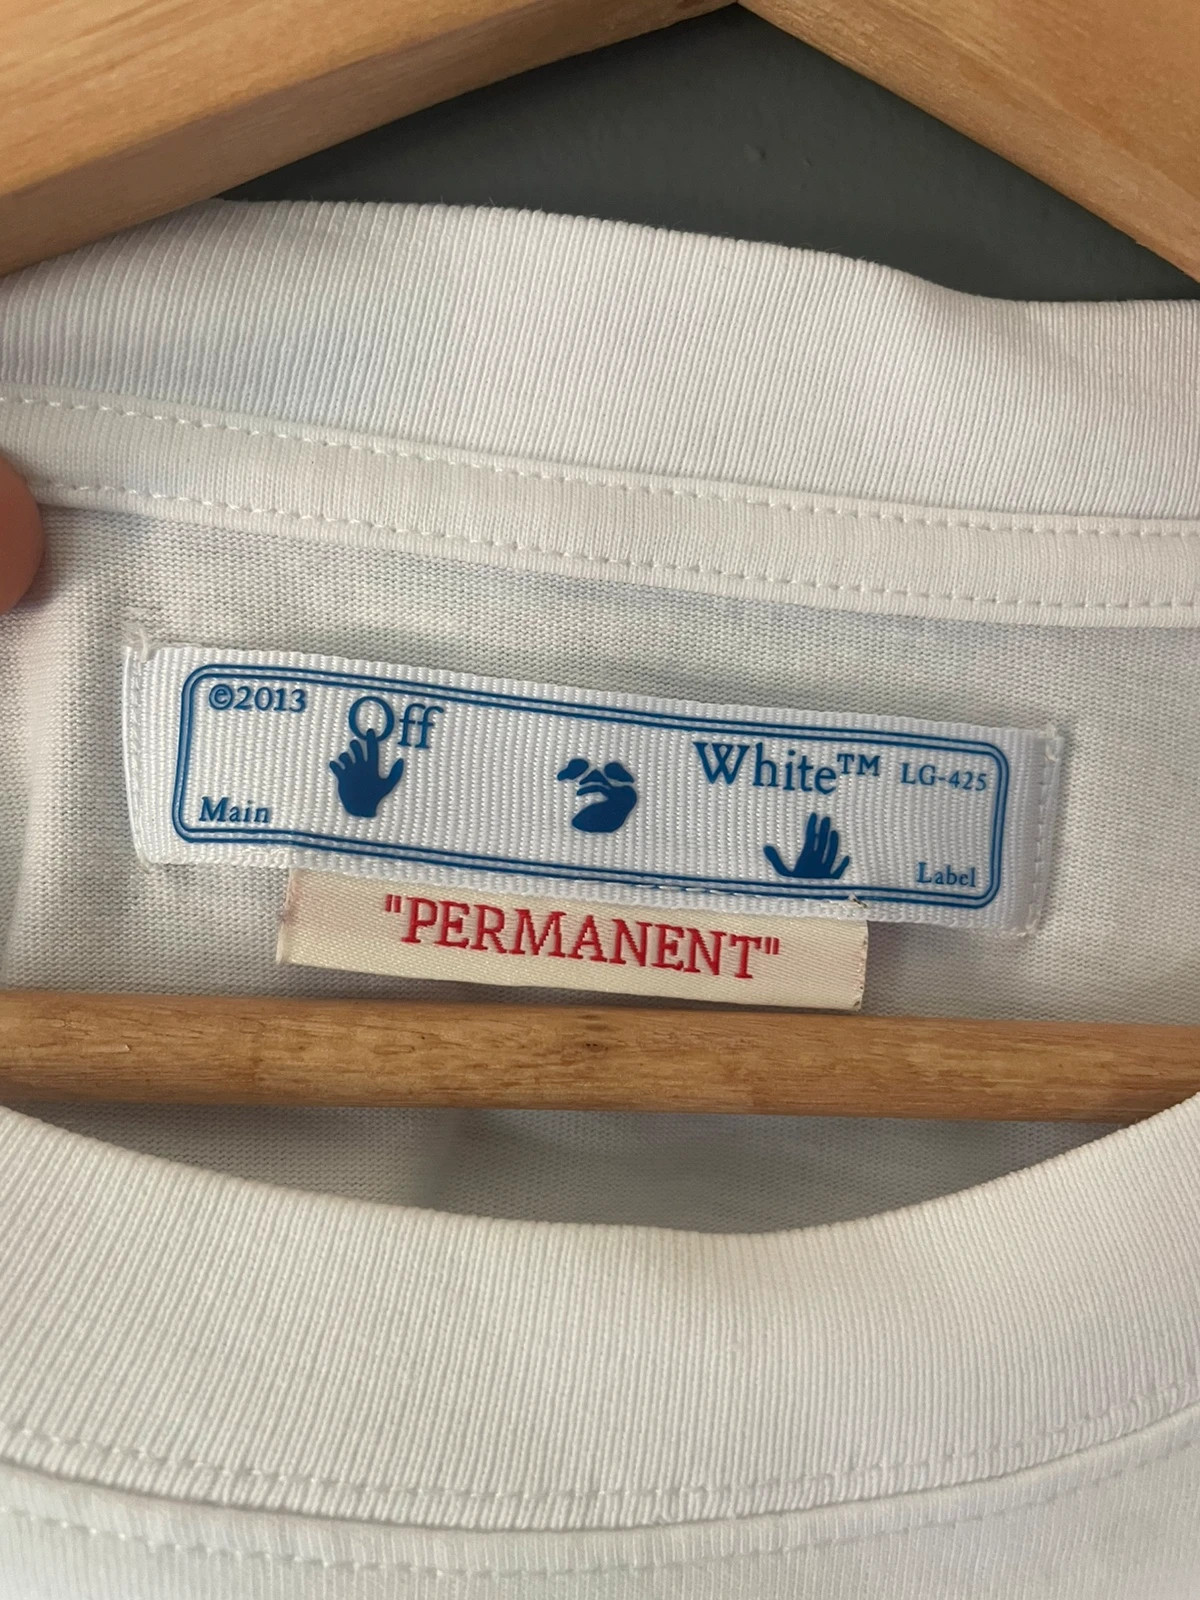 ©2013
Off
White™
LG-425
Main
Label
"PERMANENT"